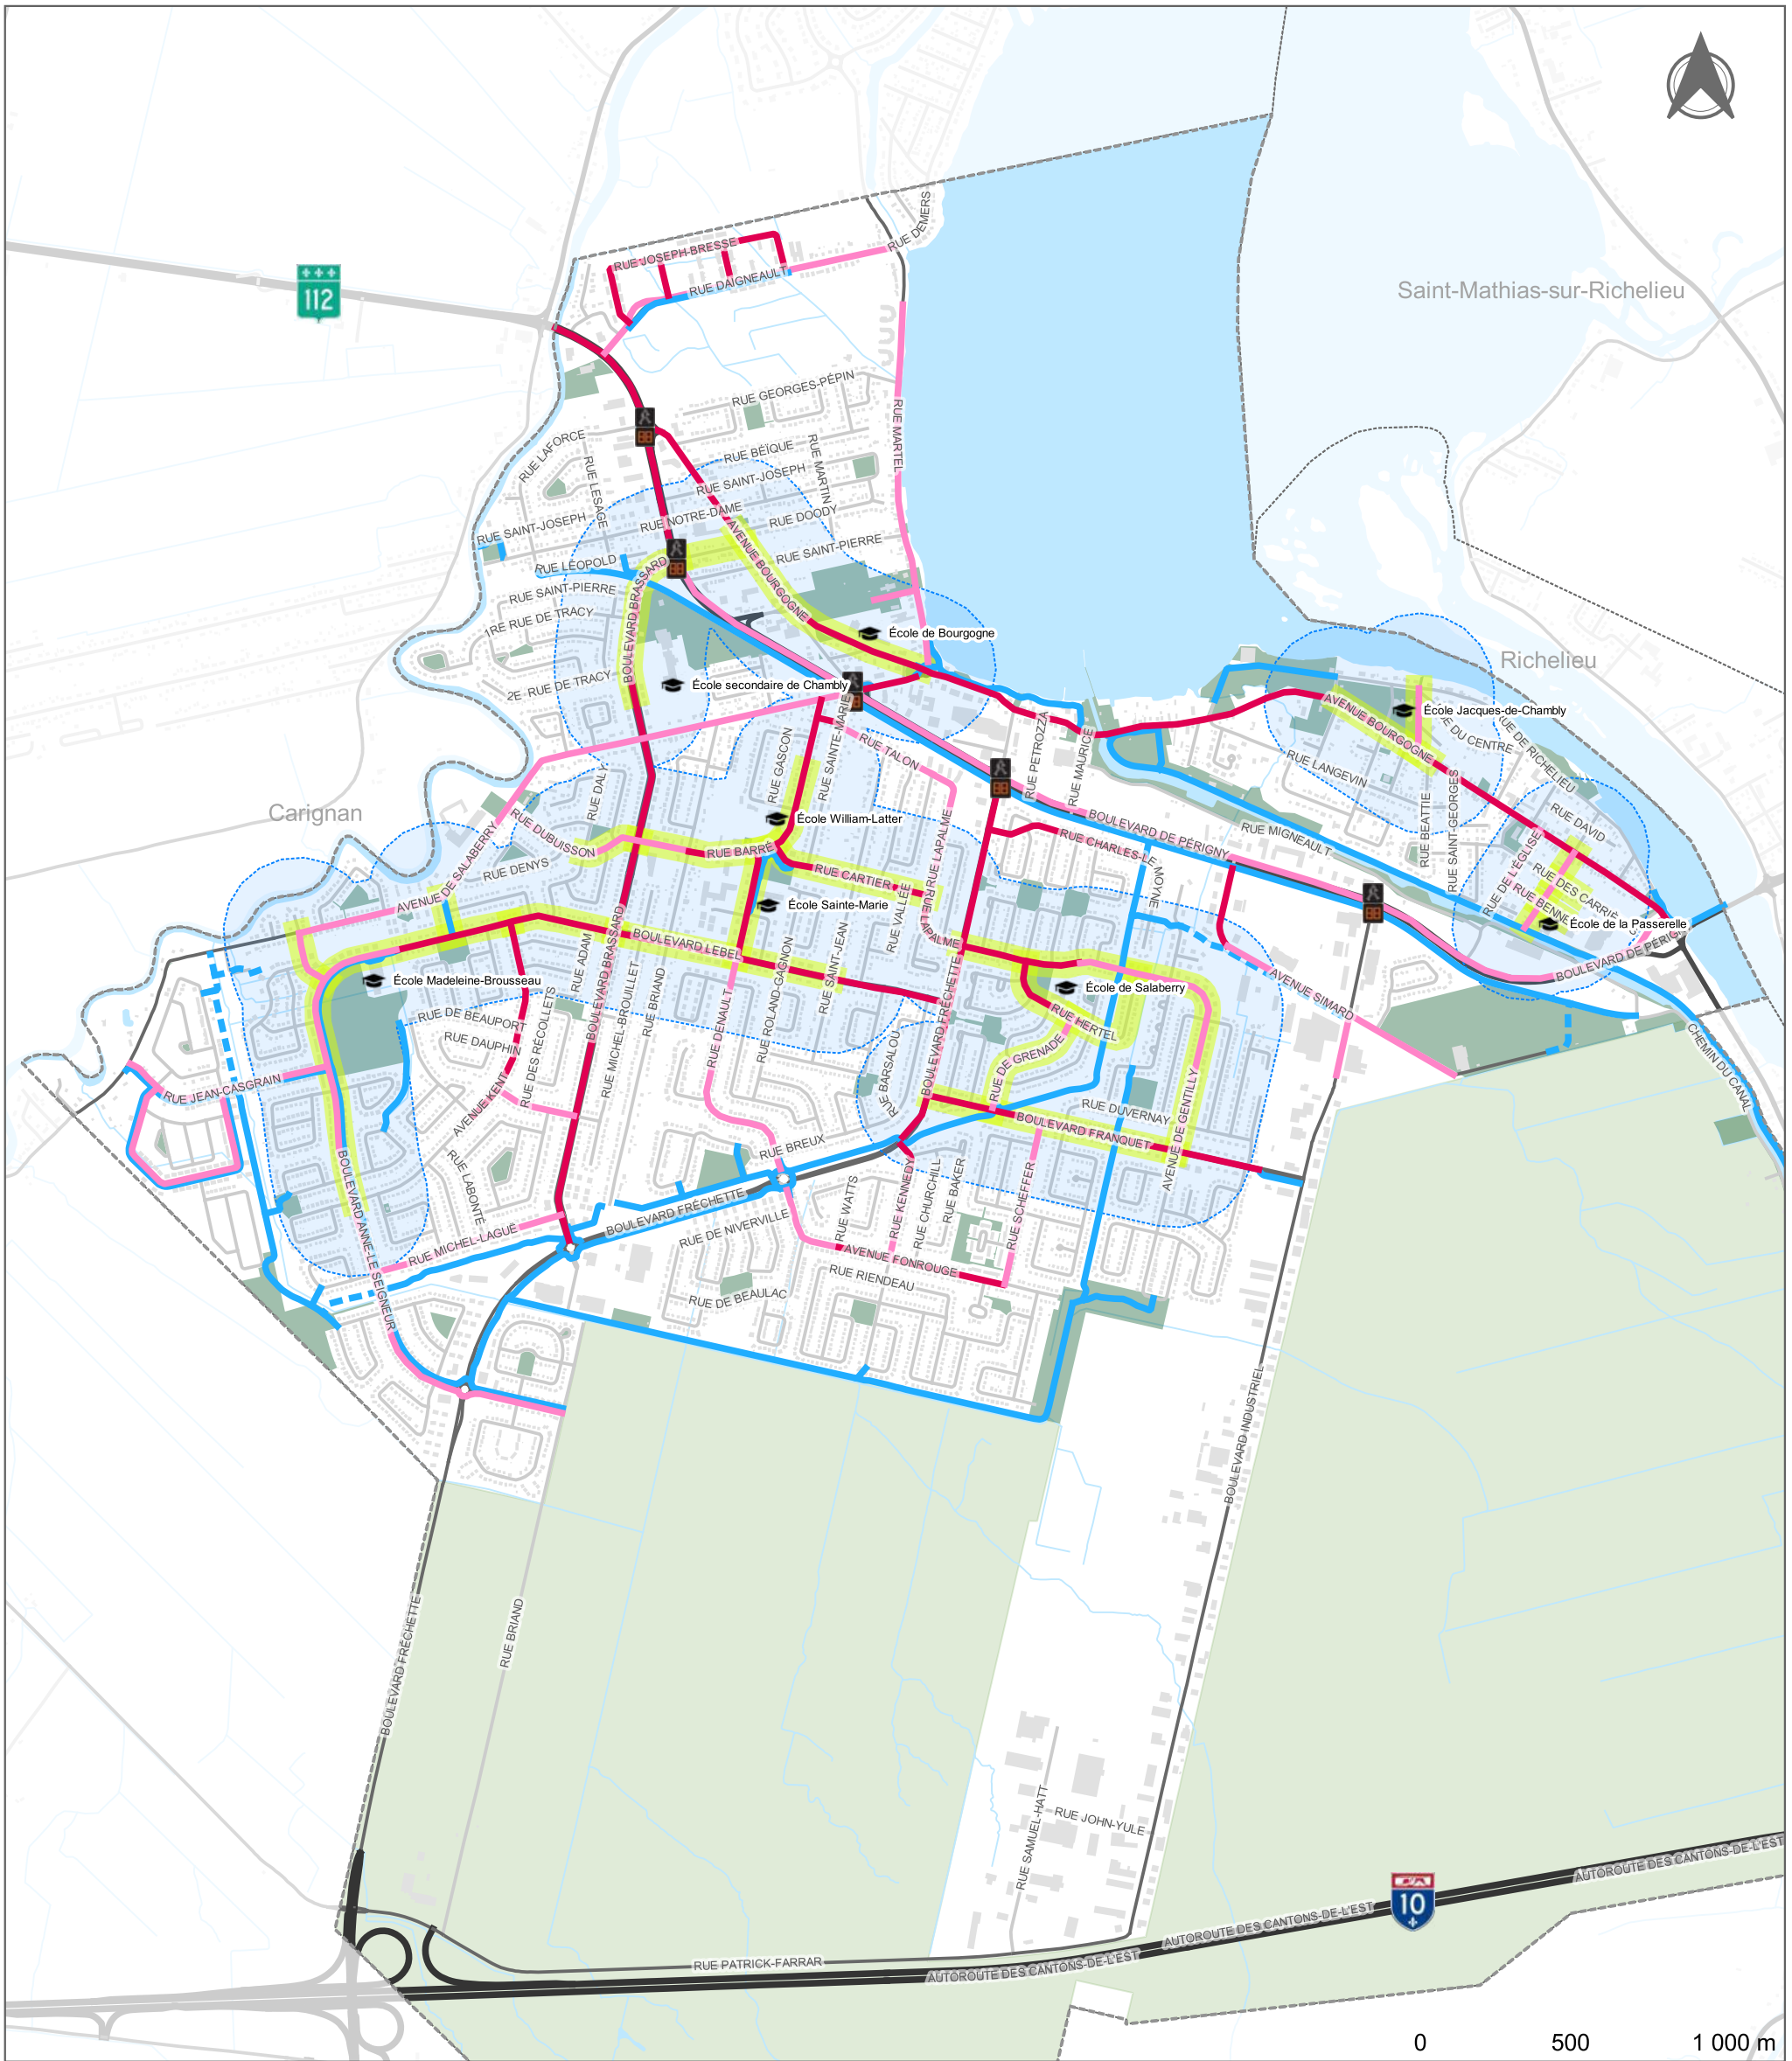 RUE DEMERS
RUE JOSEPH-BRESSE
RUE DAIGNEAULT
112
Saint-Mathias-sur-Richelieu
RUE GEORGES-PÉPIN
RUE MARTEL
RUE LAFORCE
RUE BÉÏQUE
RUE MARTIN
RUE LESAGE
RUE SAINT-JOSEPH
RUE NOTRE-DAME
RUE DOODY
RUE SAINT-JOSEPH
AVENUE BOURGOGNE
RUE SAINT-PIERRE
RUE LÉOPOLD
RUE SAINT-PIERRE
BOULEVARD BRASSARD
1RE RUE DE TRACY
École de Bourgogne
Richelieu
2E RUE DE TRACY
École secondaire de Chambly
RUE SAINTE-MARIE
AVENUE BOURGOGNE
École Jacques-de-Chambly
RUE DU CENTRE
RUE DE RICHELIEU
RUE GASCON
RUE TALON
RUE PETROZZA
RUE MAURICE
RUE LANGEVIN
Carignan
RUE DAL
RUE DUBUISSON
École William-Latter
RUE LAPALME
BOULEVARD DE PÉRIGNY
RUE MIGNEAULT
RUE BEATTIE
RUE SAINT-GEORGES
RUE DAVID
AVENUE DE SALABERRY
RUE DENYS
RUE BARRÉ
RUE CARTIER
RUE CHARLES-LE MOYNE
RUE DE L'ÉGLISE
RUE DES CARRIÈ
RUE BENNE
École Sainte-Marie
RUE VALLÉE
RUE LAPALME
École de la Passerelle
BOULEVARD LEBEL
BOULEVARD BRASSARD
RUE ADAM
RUE SAINT-JEAN
RUE ROLAND-GAGNON
BOULEVARD DE PÉRIG
École Madeleine-Brousseau
RUE MICHEL-BROUILLET
RUE BRIAND
École de Salaberry
AVENUE SIMARD
RUE DE BEAUPORT
RUE DAUPHIN
RUE DES RÉCOLLETS
RUE DENAULT
BOULEVARD FRÉCHETTE
RUE HERTEL
RUE DE GRENADE
CHEMIN DU CANAL
RUE JEAN-CASGRAIN
AVENUE KENT
RUE BARSALOU
RUE DUVERNAY
BOULEVARD FRANQUET
AVENUE DE GENTILLY
RUE BREUX
RUE LABONTÉ
BOULEVARD ANNE-LE SEIGNEUR
RUE KENNEDY
RUE CHURCHILL
RUE BAKER
RUE SCHEFFER
RUE WATTS
BOULEVARD FRÉCHETTE
RUE DE NIVERVILLE
RUE MICHEL-LAGUË
AVENUE FONROUGE
RUE RIENDEAU
RUE DE BEAULAC
BOULEVARD INDUSTRIEL
BOULEVARD FRÉCHETTE
RUE BRIAND
RUE SAMUEL-HATT
RUE JOHN-YULE
AUTOROUTE DES CANTONS-DE-L'EST
10
AUTOROUTE DES CANTONS-DE-L'EST
RUE PATRICK-FARRAR
AUTOROUTE DES CANTONS-DE-L'EST
0 500 1 000 m